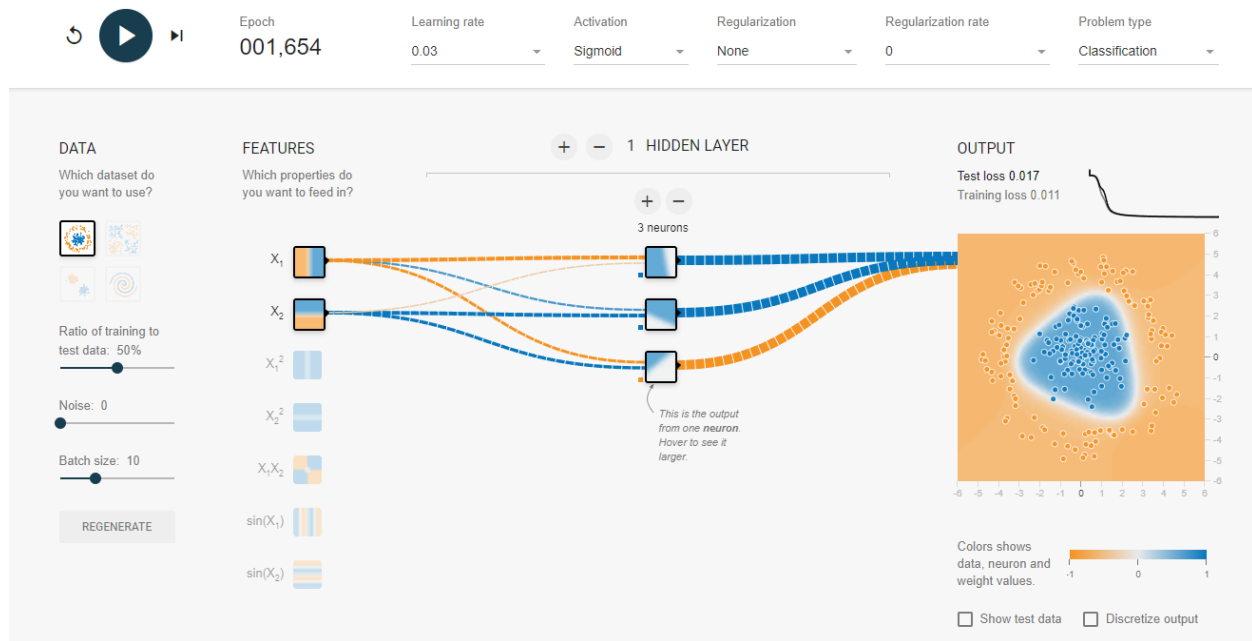 Epoch
001,654
Learning rate
0.03
Activation
Sigmoid
Regularization
None
Regularization rate
0
Problem type
Classification
DATA
Which dataset do
you want to use?
Ratio of training to
test data: 50%
Noise: 0
Batch size: 10
REGENERATE
FEATURES
Which properties do
you want to feed in?
X₁
X₂
X₁²
X₂²
X₁X₂
sin(X₁)
sin(X₂)
+ − 1 HIDDEN LAYER
+ −
3 neurons
This is the output
from one neuron.
Hover to see it
larger.
OUTPUT
Test loss 0.017
Training loss 0.011
6
5
4
3
2
1
0
-1
-2
-3
-4
-5
-6
-6 -5 -4 -3 -2 -1 0 1 2 3 4 5 6
Colors shows
data, neuron and
weight values.
-1 0 1
Show test data
Discretize output